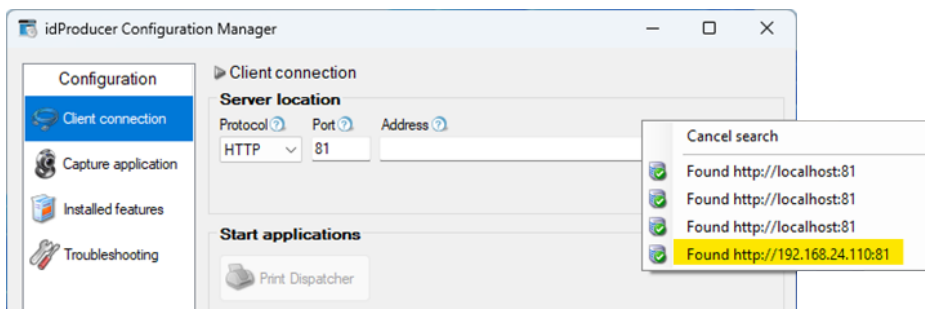 idProducer Configuration Manager
Configuration
Client connection
Capture application
Installed features
Troubleshooting
Client connection
Server location
Protocol Port Address
HTTP 81
Start applications
Print Dispatcher
Cancel search
Found http://localhost:81
Found http://localhost:81
Found http://localhost:81
Found http://192.168.24.110:81